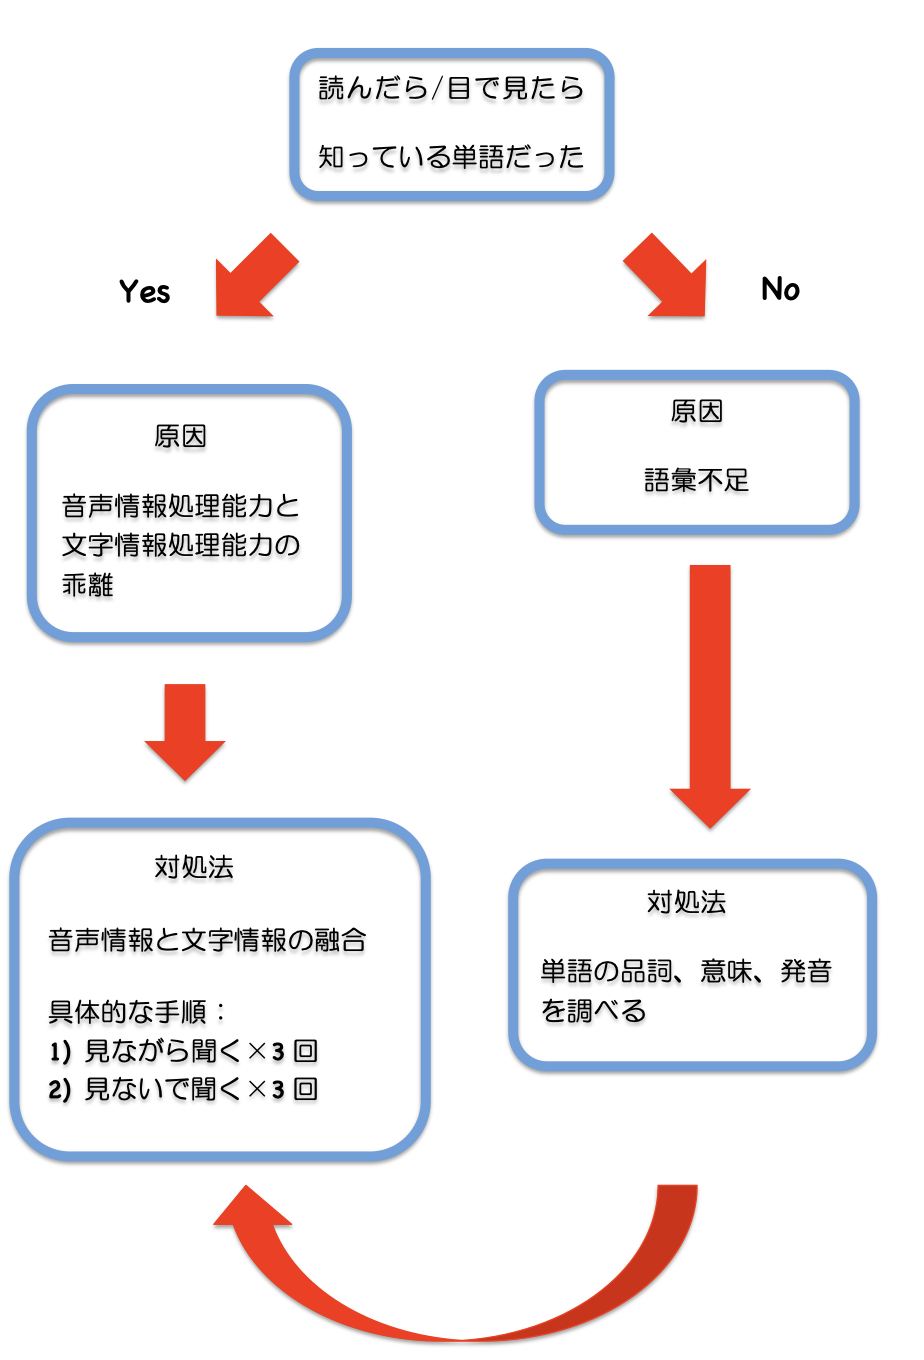 読んだら/目で見たら
知っている単語だった
Yes
No
原因
音声情報処理能力と
文字情報処理能力の
乖離
原因
語彙不足
対処法
音声情報と文字情報の融合
具体的な手順：
1) 見ながら聞く×3 回
2) 見ないで聞く×3 回
対処法
単語の品詞、意味、発音
を調べる